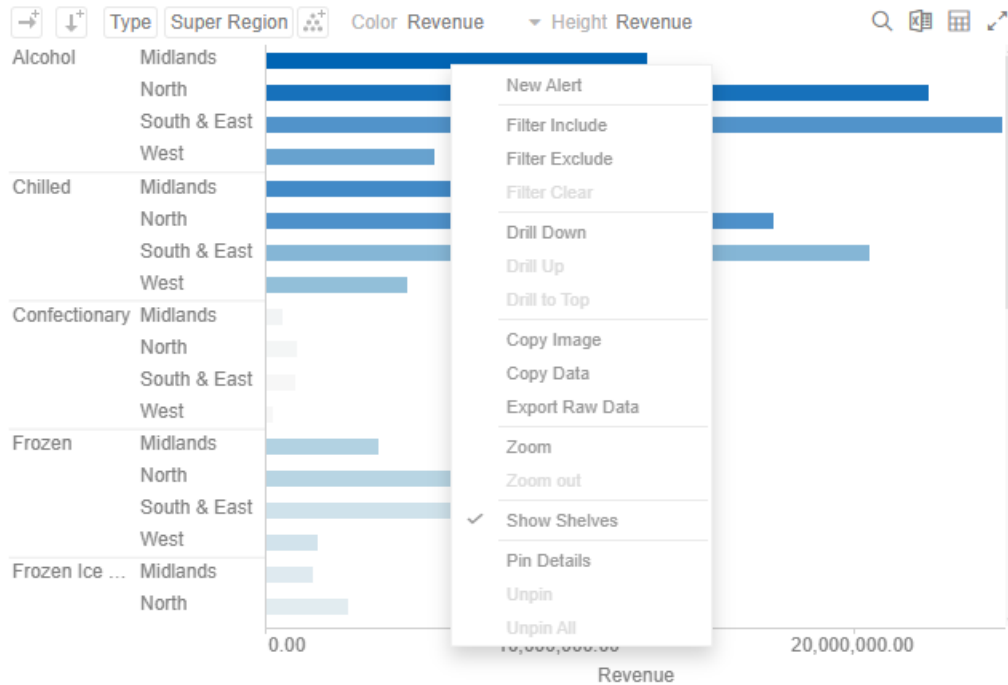 Type Super Region Color Revenue Height Revenue
Alcohol Midlands
North
South & East
West
Chilled Midlands
North
South & East
West
Confectionary Midlands
North
South & East
West
Frozen Midlands
North
South & East
West
Frozen Ice ... Midlands
North
New Alert
Filter Include
Filter Exclude
Filter Clear
Drill Down
Drill Up
Drill to Top
Copy Image
Copy Data
Export Raw Data
Zoom
Zoom out
Show Shelves
Pin Details
Unpin
Unpin All
0.00 20,000,000.00
Revenue